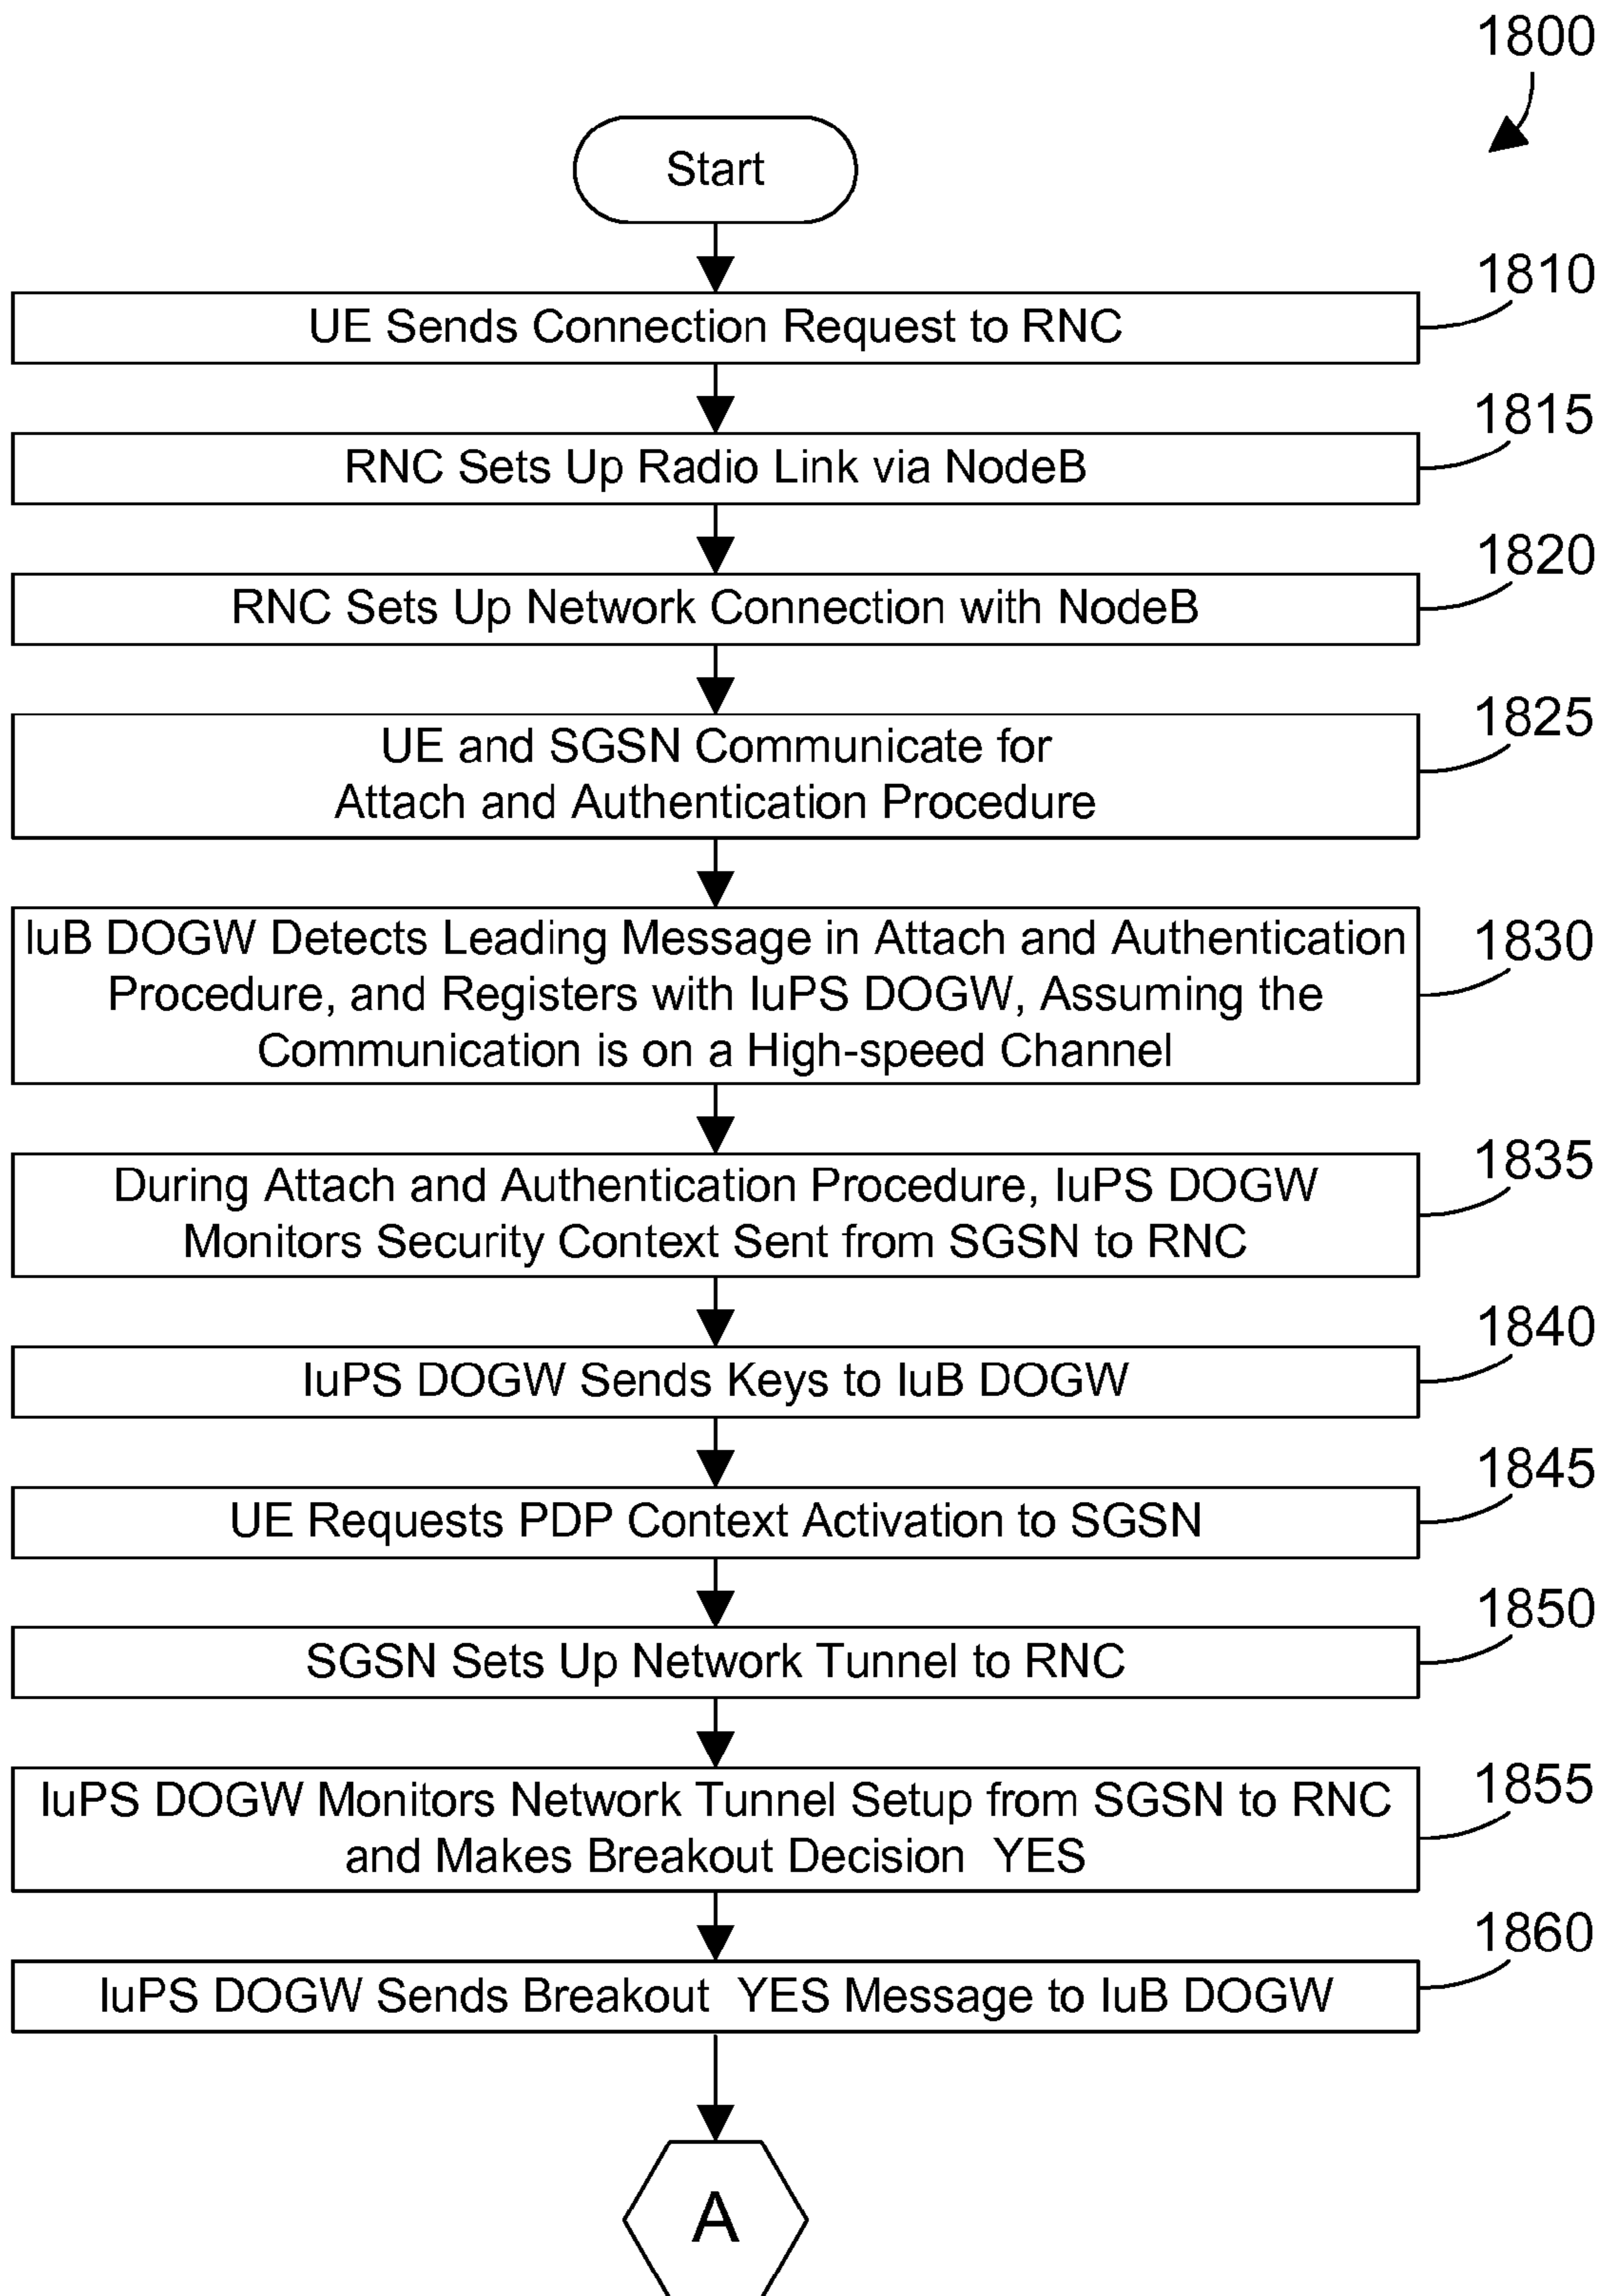 1800
Start
1810
UE Sends Connection Request to RNC
1815
RNC Sets Up Radio Link via NodeB
1820
RNC Sets Up Network Connection with NodeB
1825
UE and SGSN Communicate for
Attach and Authentication Procedure
1830
IuB DOGW Detects Leading Message in Attach and Authentication
Procedure, and Registers with IuPS DOGW, Assuming the
Communication is on a High-speed Channel
1835
During Attach and Authentication Procedure, IuPS DOGW
Monitors Security Context Sent from SGSN to RNC
1840
IuPS DOGW Sends Keys to IuB DOGW
1845
UE Requests PDP Context Activation to SGSN
1850
SGSN Sets Up Network Tunnel to RNC
1855
IuPS DOGW Monitors Network Tunnel Setup from SGSN to RNC
and Makes Breakout Decision YES
1860
IuPS DOGW Sends Breakout YES Message to IuB DOGW
A